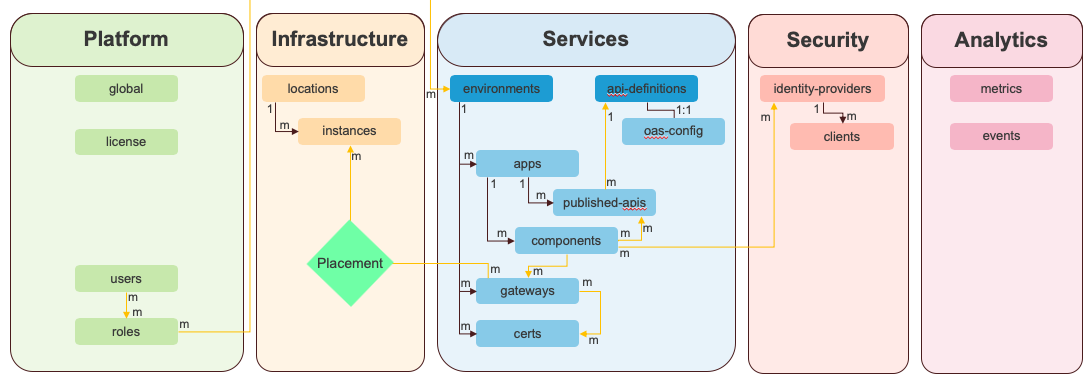 Platform
global
license
users
m
m
roles
m
Infrastructure
locations
1
m
instances
m
Placement
Services
m
environments
1
api-definitions
1:1
oas-config
1
m
apps
1
1
m
m
published-apis
m
m
components
m
m
m
m
m
gateways
m
m
certs
m
Security
identity-providers
1
m
m
clients
Analytics
metrics
events